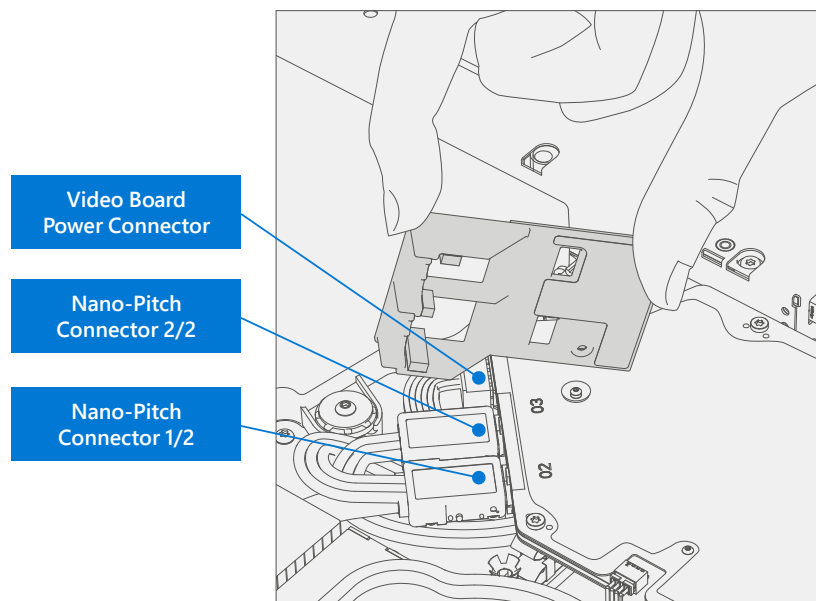 Video Board
Power Connector
Nano-Pitch
Connector 2/2
Nano-Pitch
Connector 1/2
03
02